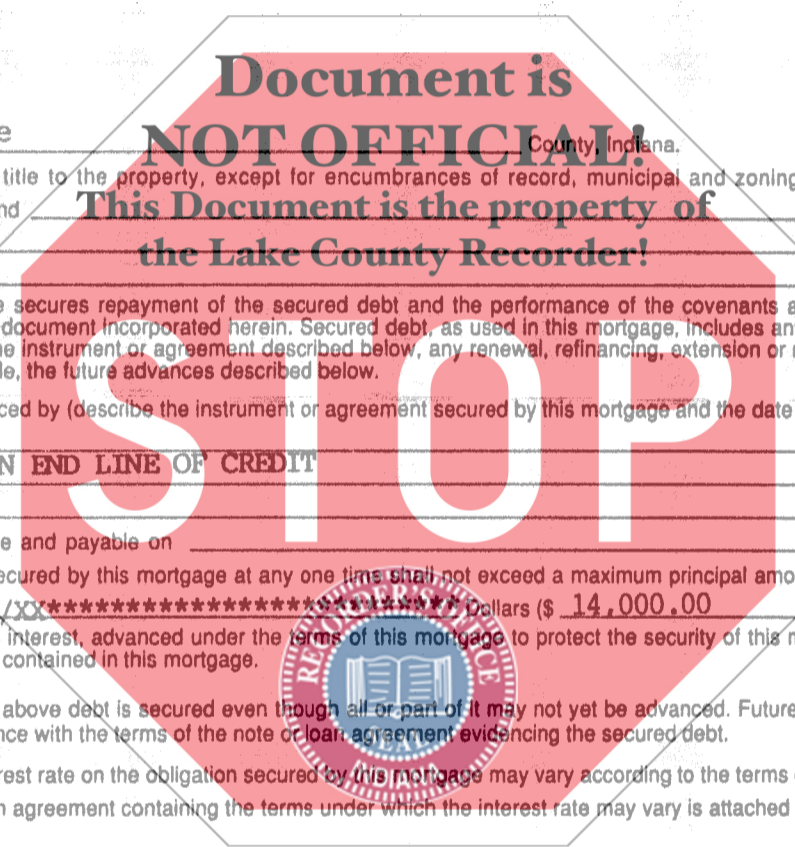 Document is
NOT OFFICIAL!
This Document is the property of
the Lake County Recorder!
STOP
e County, Indiana.
title to the property, except for encumbrances of record, municipal and zoning
nd
e secures repayment of the secured debt and the performance of the covenants a
document incorporated herein. Secured debt, as used in this mortgage, includes an
ne instrument or agreement described below, any renewal, refinancing, extension or
le, the future advances described below.
ced by (describe the instrument or agreement secured by this mortgage and the date
N END LINE OF CREDIT
e and payable on
ecured by this mortgage at any one time shall not exceed a maximum principal amo
/XX************************** Dollars ($ 14,000.00
interest, advanced under the terms of this mortgage to protect the security of this
contained in this mortgage.
above debt is secured even though all or part of it may not yet be advanced. Future
nce with the terms of the note or loan agreement evidencing the secured debt.
rest rate on the obligation secured by this mortgage may vary according to the terms
n agreement containing the terms under which the interest rate may vary is attached
RECORDER'S OFFICE
SEAL
INDIANA